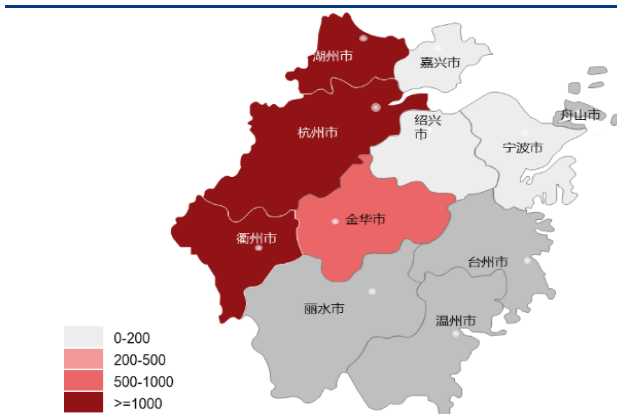 湖州市
嘉兴市
舟山市
杭州市
绍兴
市
宁波市
金华市
衢州市
台州市
丽水市
温州市
0-200
200-500
500-1000
>=1000